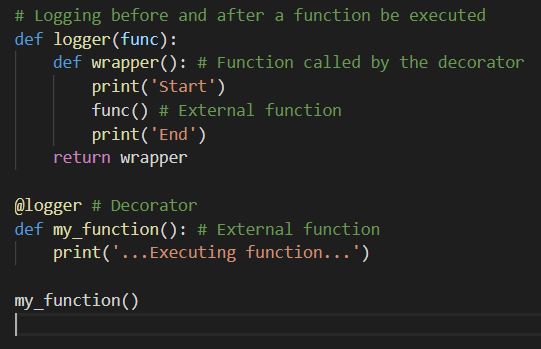 # Logging before and after a function be executed
def logger(func):
    def wrapper(): # Function called by the decorator
        print('Start')
        func() # External function
        print('End')
    return wrapper

@logger # Decorator
def my_function(): # External function
    print('...Executing function...')

my_function()